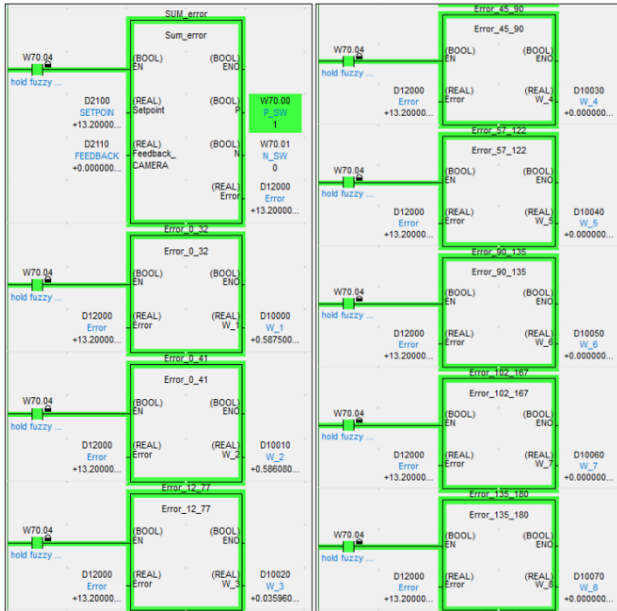 SUM_error
Sum_error
W70.04
(BOOL) (BOOL)
EN ENO
hold fuzzy ...
D2100 (REAL) (BOOL) W70.00
SETPOIN Setpoint P P_SW
+13.20000... 1
D2110 (REAL) (BOOL) W70.01
FEEDBACK Feedback_ N N_SW
+0.000000... CAMERA 0
(REAL) D12000
Error Error
+13.20000...
Error_0_32
Error_0_32
W70.04
(BOOL) (BOOL)
EN ENO
hold fuzzy ...
D12000 (REAL) (REAL) D10000
Error Error W_1 W_1
+13.20000... +0.587500...
Error_0_41
Error_0_41
W70.04
(BOOL) (BOOL)
EN ENO
hold fuzzy ...
D12000 (REAL) (REAL) D10010
Error Error W_2 W_2
+13.20000... +0.586080...
Error_12_77
Error_12_77
W70.04
(BOOL) (BOOL)
EN ENO
hold fuzzy ...
D12000 (REAL) (REAL) D10020
Error Error W_3 W_3
+13.20000... +0.035960...
Error_45_90
Error_45_90
W70.04
(BOOL) (BOOL)
EN ENO
hold fuzzy ...
D12000 (REAL) (REAL) D10030
Error Error W_4 W_4
+13.20000... +0.000000...
Error_57_122
Error_57_122
W70.04
(BOOL) (BOOL)
EN ENO
hold fuzzy ...
D12000 (REAL) (REAL) D10040
Error Error W_5 W_5
+13.20000... +0.000000...
Error_90_135
Error_90_135
W70.04
(BOOL) (BOOL)
EN ENO
hold fuzzy ...
D12000 (REAL) (REAL) D10050
Error Error W_6 W_6
+13.20000... +0.000000...
Error_102_167
Error_102_167
W70.04
(BOOL) (BOOL)
EN ENO
hold fuzzy ...
D12000 (REAL) (REAL) D10060
Error Error W_7 W_7
+13.20000... +0.000000...
Error_135_180
Error_135_180
W70.04
(BOOL) (BOOL)
EN ENO
hold fuzzy ...
D12000 (REAL) (REAL) D10070
Error Error W_8 W_8
+13.20000... +0.000000...